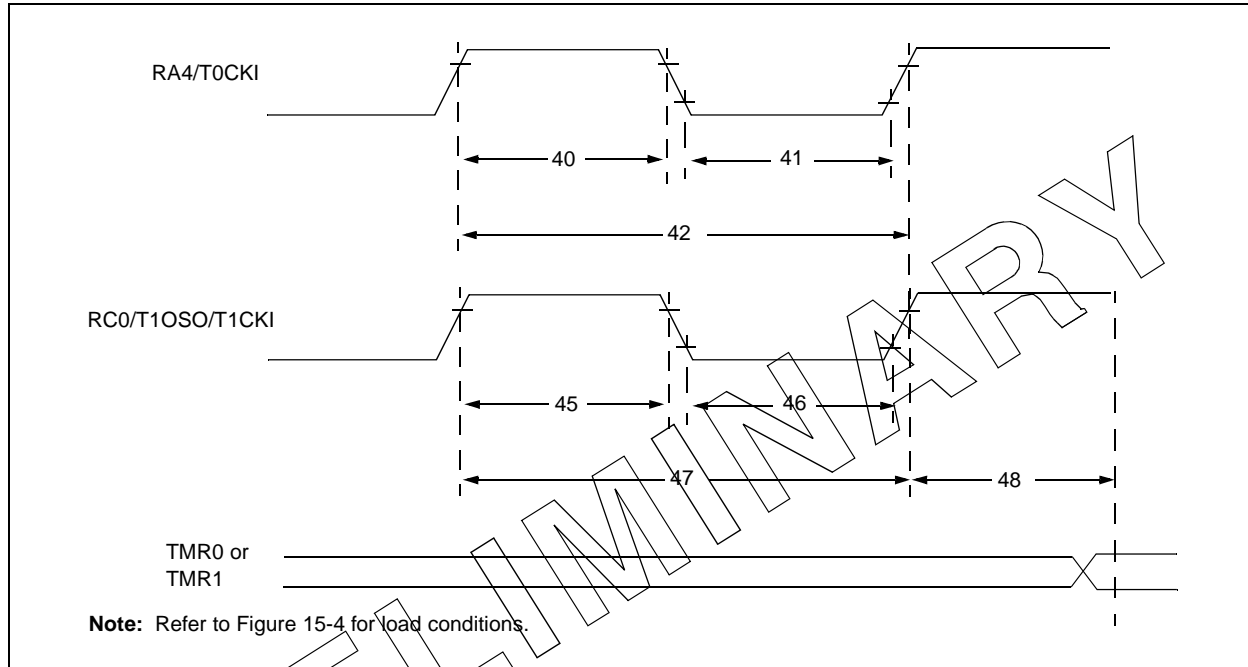 RA4/T0CKI
40
41
42
RC0/T1OSO/T1CKI
45
46
47
48
TMR0 or
TMR1
Note: Refer to Figure 15-4 for load conditions.
ELIMINARY